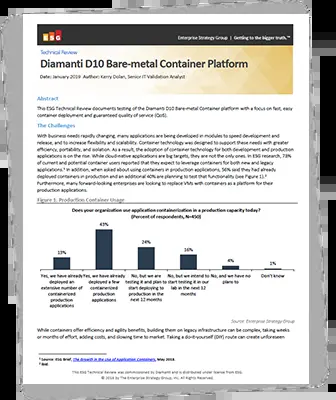 ESG
Enterprise Strategy Group | Getting to the bigger truth.™
Technical Review
Diamanti D10 Bare-metal Container Platform
Date: January 2019 Author: Kerry Dolan, Senior IT Validation Analyst
Abstract
This ESG Technical Review documents testing of the Diamanti D10 Bare-metal Container platform with a focus on fast, easy
container deployment and guaranteed quality of service (QoS).
The Challenges
With business needs rapidly changing, many applications are being developed in modules to speed development and
release, and to increase flexibility and scalability. Container technology was designed to support these needs with greater
efficiency, portability, and isolation. As a result, the adoption of container technology for both development and production
applications is on the rise. While cloud-native applications are big targets, they are not the only ones. In ESG research, 73%
of current and potential container users reported that they expect to leverage containers for both new and legacy
applications.¹ In addition, when asked about using containers in production applications, 56% said they had already
deployed containers in production and an additional 40% are planning to test that functionality (see Figure 1).²
Furthermore, many forward-looking enterprises are looking to replace VMs with containers as a platform for their
production applications.
Figure 1. Production Container Usage
Does your organization use application containerization in a production capacity today?
(Percent of respondents, N=450)
13%
43%
24%
16%
4%
1%
Yes, we have already deployed an extensive number of containerized production applications
Yes, we have already deployed a few containerized production applications
No, but we are testing it and plan to start deploying to production in the next 12 months
No, but we intend to start testing it in our lab in the next 12 months
No, and we have no plans to
Don't know
Source: Enterprise Strategy Group
While containers offer efficiency and agility benefits, building them on legacy infrastructure can be complex, taking weeks
or months of effort, adding costs, and slowing time to market. Taking a do-it-yourself (DIY) route can create unforeseen
¹ Source: ESG Brief, The Growth in the Use of Application Containers, May 2018.
² Ibid.
This ESG Technical Review was commissioned by Diamanti and is distributed under license from ESG.
© 2019 by The Enterprise Strategy Group, Inc. All Rights Reserved.